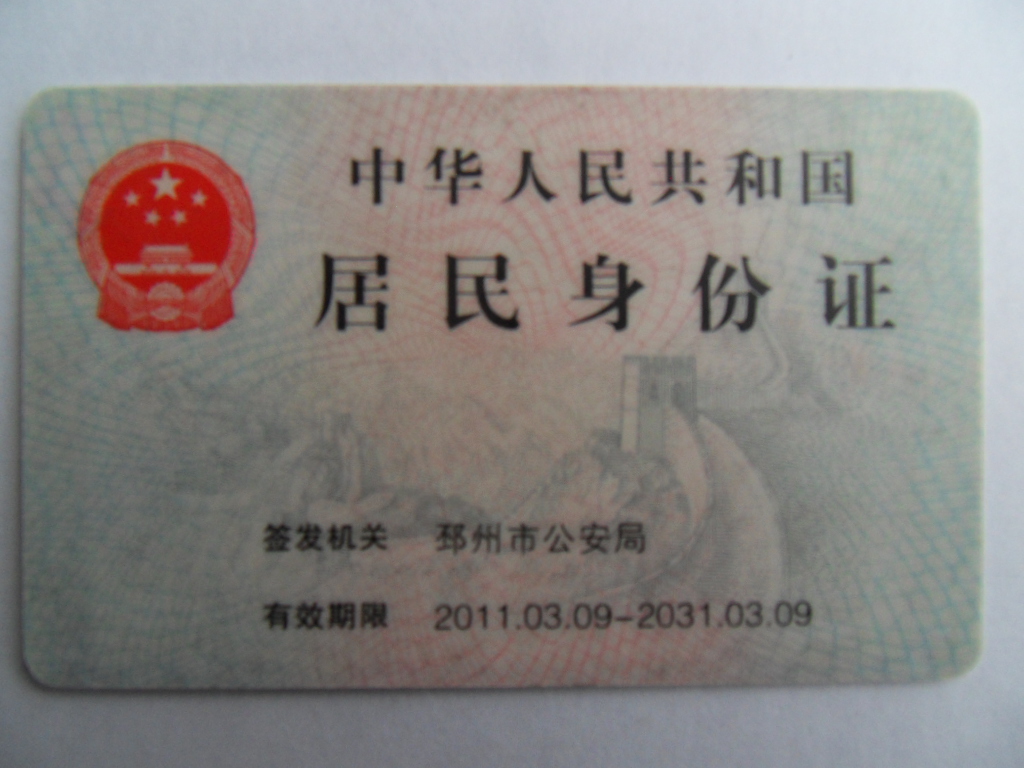 中华人民共和国
居民身份证
签发机关 邳州市公安局
有效期限 2011.03.09-2031.03.09